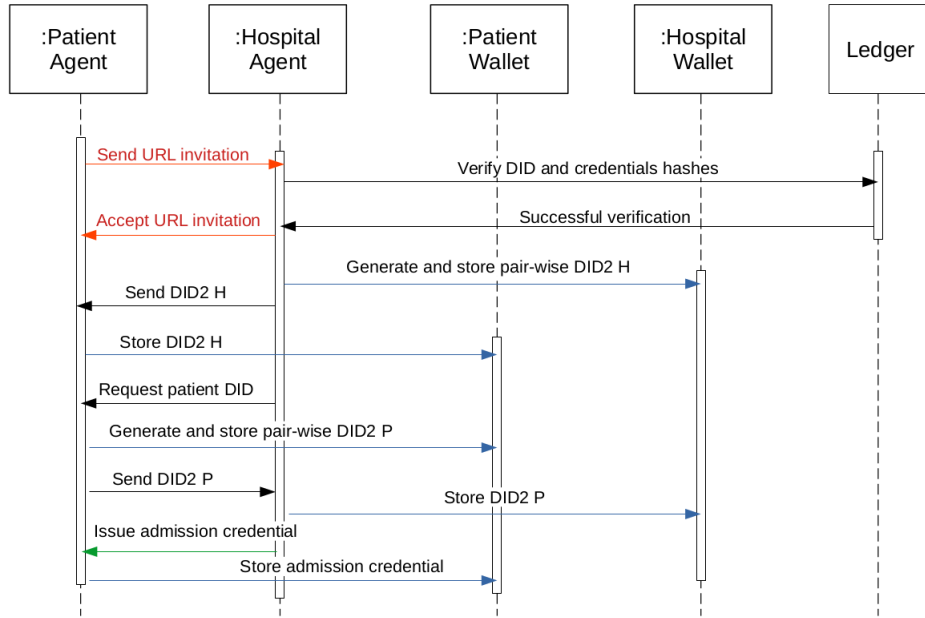 :Patient
Agent
:Hospital
Agent
:Patient
Wallet
:Hospital
Wallet
Ledger
Send URL invitation
Verify DID and credentials hashes
Successful verification
Accept URL invitation
Generate and store pair-wise DID2 H
Send DID2 H
Store DID2 H
Request patient DID
Generate and store pair-wise DID2 P
Send DID2 P
Store DID2 P
Issue admission credential
Store admission credential